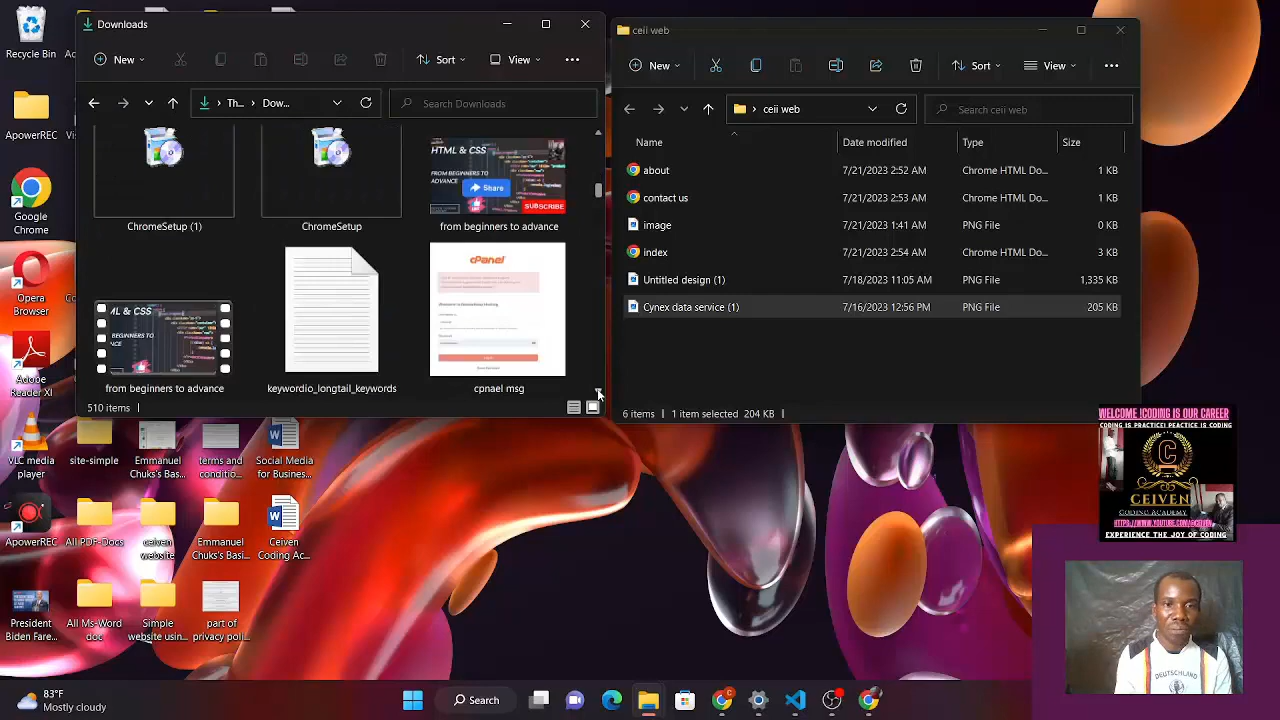 Recycle Bin
ApowerREC
Google
Chrome
Opera
Browser
Adobe
Reader XI
VLC media
player
ApowerREC
President
Biden Fare...
Downloads
New
Sort
View
Th...
Dow...
Search Downloads
HTML & CSS
FROM BEGINNERS TO
ADVANCE
Share
SUBSCRIBE
ChromeSetup (1)
ChromeSetup
from beginners to advance
cPanel
from beginners to advance
keywordio_longtail_keywords
cpnael msg
510 items
ceii web
New
Sort
View
ceii web
Search ceii web
Name
Date modified
Type
Size
about
7/21/2023 2:52 AM
Chrome HTML Do...
1 KB
contact us
7/21/2023 2:53 AM
Chrome HTML Do...
1 KB
image
7/21/2023 1:41 AM
PNG File
0 KB
index
7/21/2023 2:54 AM
Chrome HTML Do...
3 KB
Untitled design (1)
7/18/2023 11:05 AM
PNG File
1,335 KB
Cynex data service (1)
7/16/2023 12:56 PM
PNG File
205 KB
6 items
1 item selected 204 KB
site-simple
Emmanuel
Chuks's Bas...
terms and
conditio...
Social Media
for Busines...
All PDF-Docs
ceiven
website
Emmanuel
Chuks's Basi...
Ceiven
Coding Ac...
All Ms-Word
doc
Simple
website usin...
part of
privacy poli...
WELCOME !CODING IS OUR CAREER
CODING IS PRACTICE! PRACTICE IS CODING
C
CEIVEN
CODING ACADEMY
HTTPS://WWW.YOUTUBE.COM/@CEIVEN
EXPERIENCE THE JOY OF CODING
DEUTSCHLAND
83°F
Mostly cloudy
Search